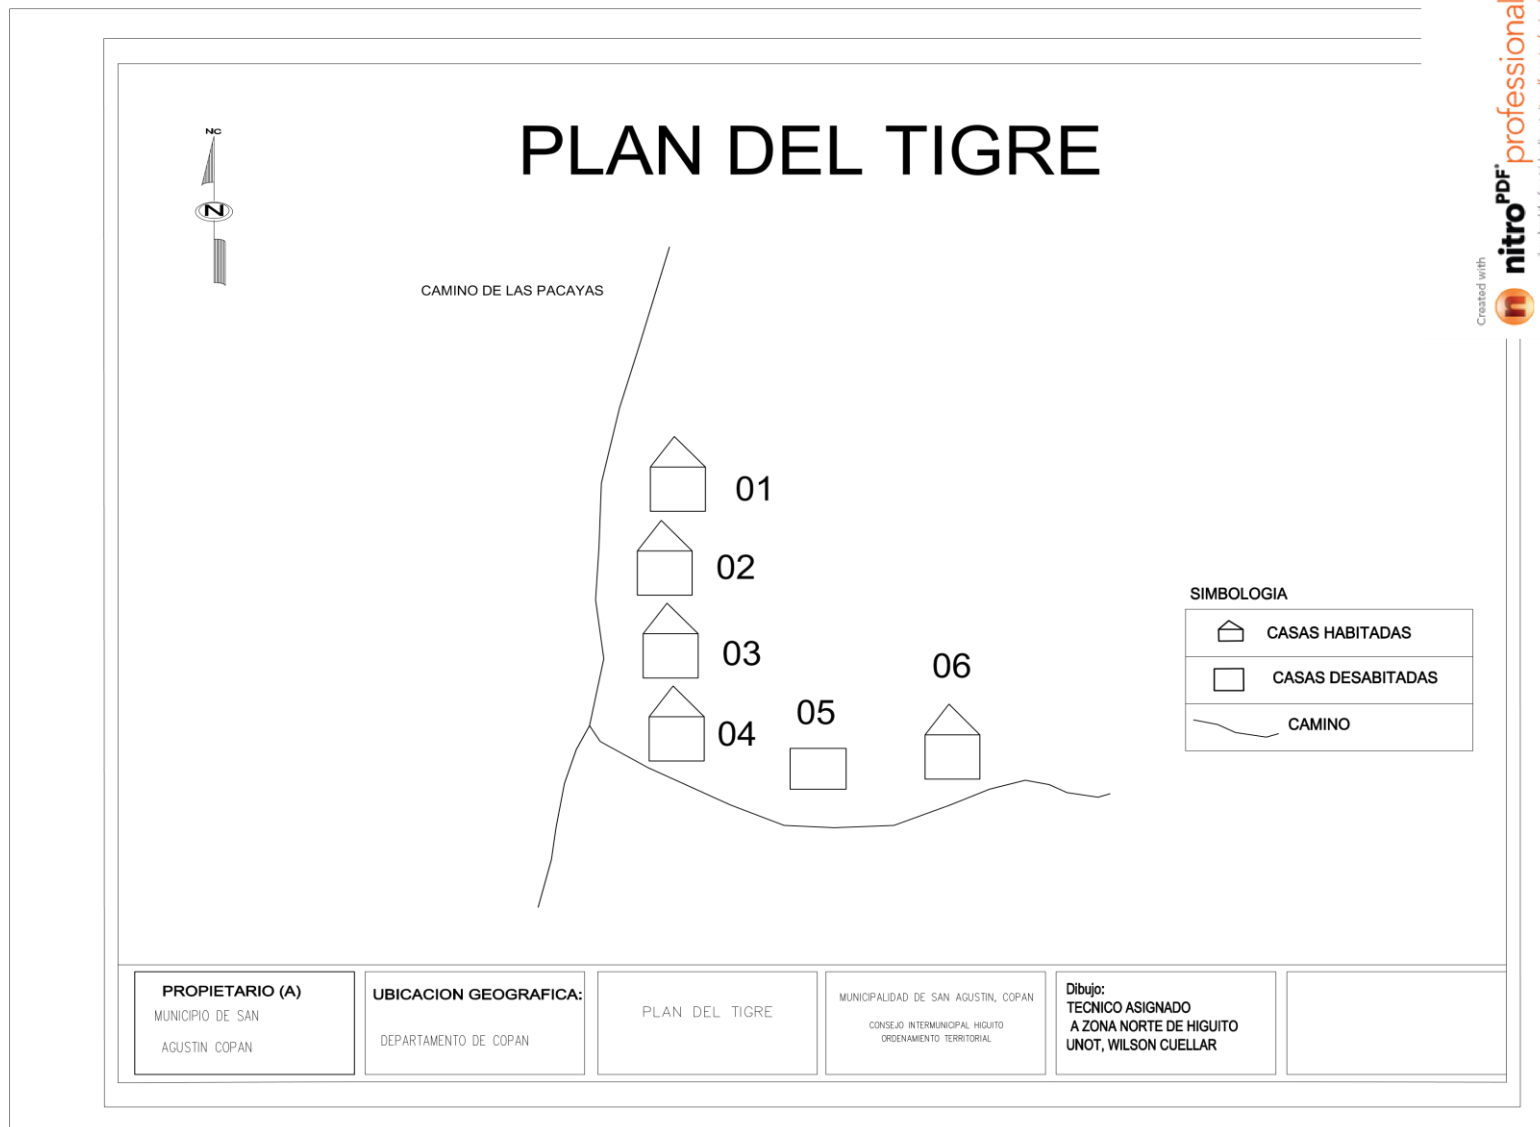 NC
N
PLAN DEL TIGRE
CAMINO DE LAS PACAYAS
01
02
03
04
05
06
SIMBOLOGIA
CASAS HABITADAS
CASAS DESABITADAS
CAMINO
PROPIETARIO (A)
MUNICIPIO DE SAN
AGUSTIN COPAN
UBICACION GEOGRAFICA:
DEPARTAMENTO DE COPAN
PLAN DEL TIGRE
MUNICIPALIDAD DE SAN AGUSTIN, COPAN
CONSEJO INTERMUNICIPAL HIGUITO
ORDENAMIENTO TERRITORIAL
Dibujo:
TECNICO ASIGNADO
A ZONA NORTE DE HIGUITO
UNOT, WILSON CUELLAR
Created with
n nitroPDF* professional